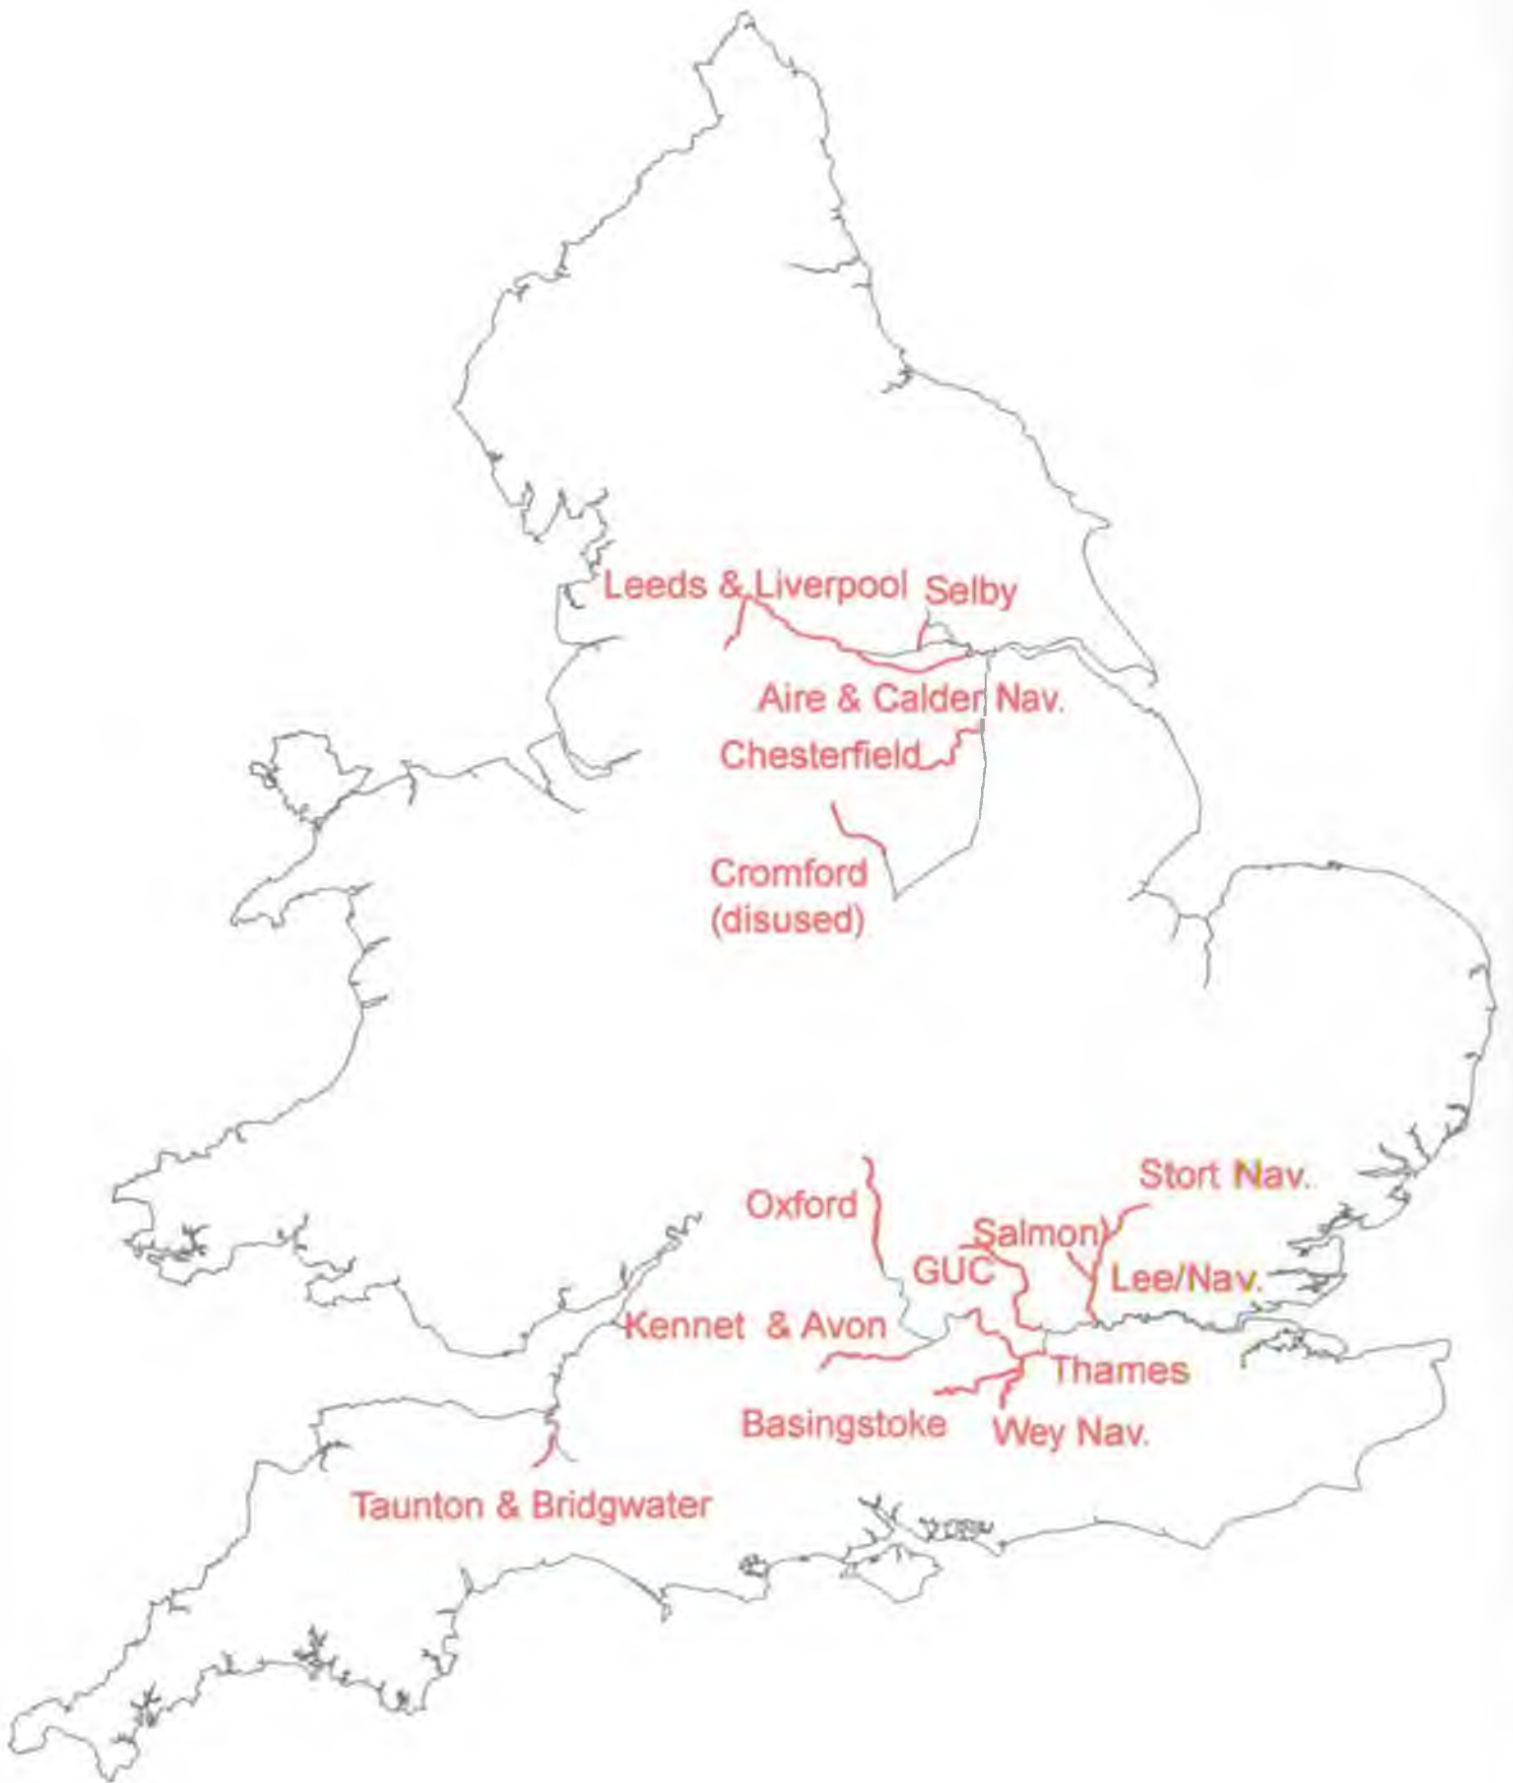 Leeds & Liverpool
Selby
Aire & Calder Nav.
Chesterfield
Cromford
(disused)
Stort Nav.
Oxford
Salmon
GUC
Lee/Nav.
Kennet & Avon
Thames
Basingstoke
Wey Nav.
Taunton & Bridgwater